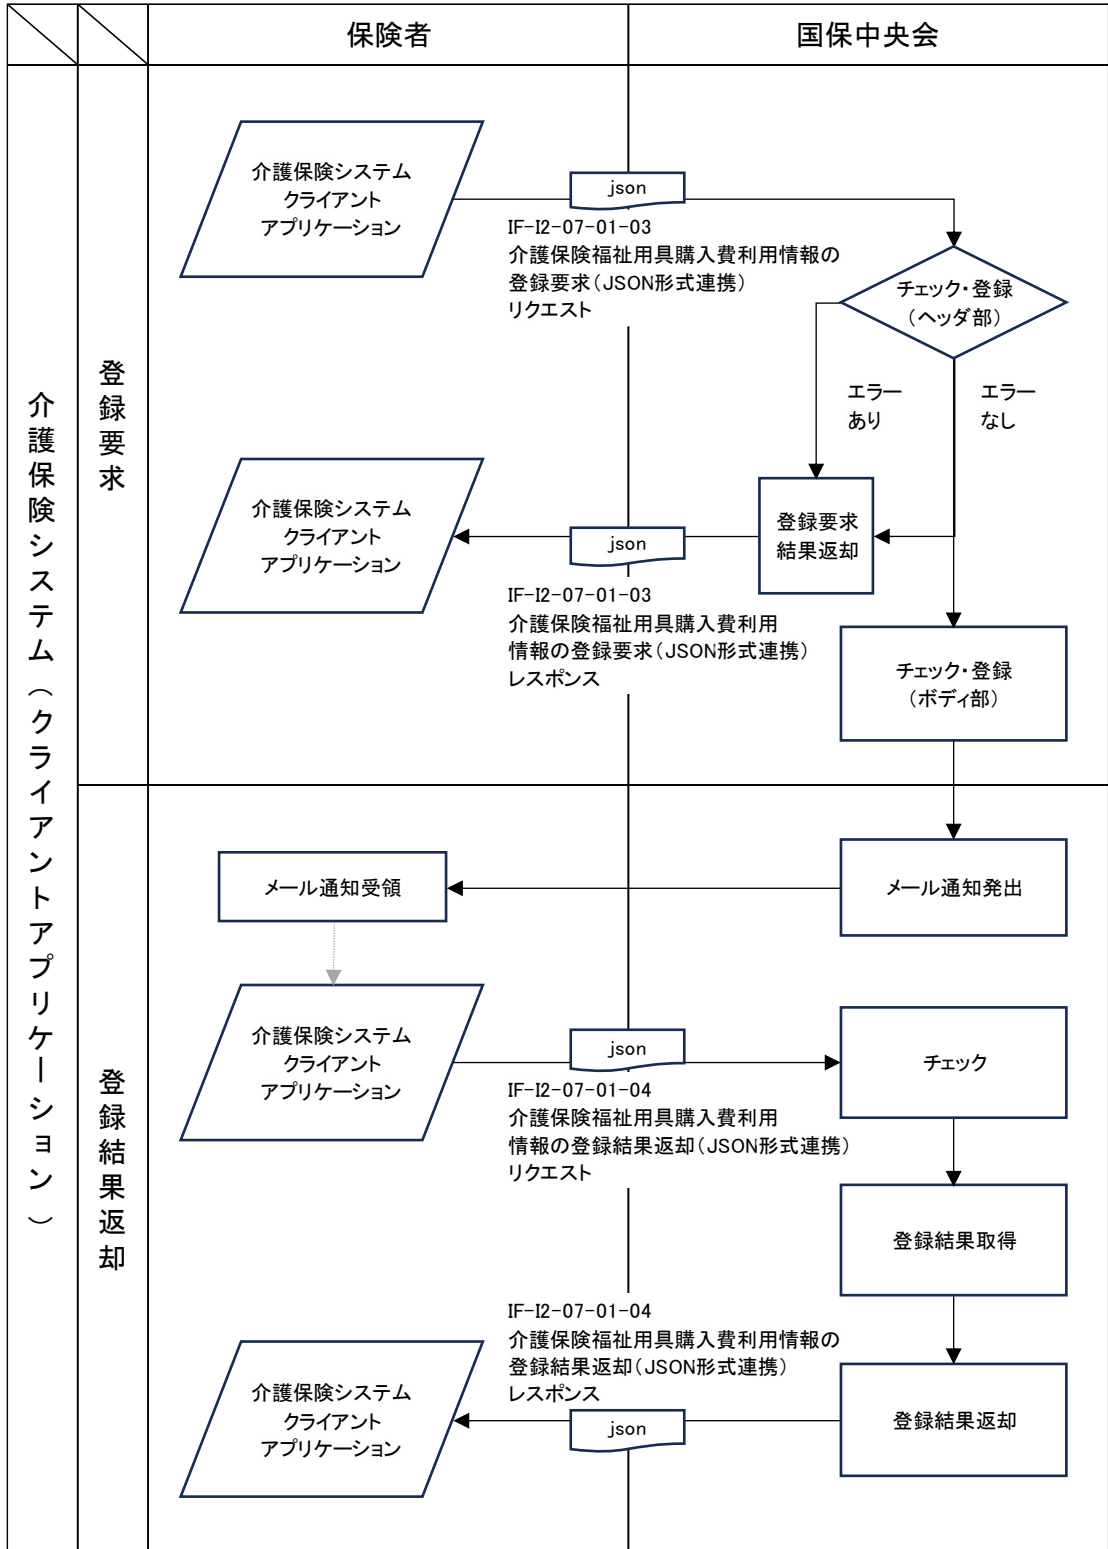 保険者
国保中央会
介護保険システム（クライアントアプリケーション）
登録要求
介護保険システム
クライアント
アプリケーション
json
IF-I2-07-01-03
介護保険福祉用具購入費利用情報の
登録要求（JSON形式連携）
リクエスト
チェック・登録
（ヘッダ部）
エラー
あり
エラー
なし
介護保険システム
クライアント
アプリケーション
json
登録要求
結果返却
IF-I2-07-01-03
介護保険福祉用具購入費利用
情報の登録要求（JSON形式連携）
レスポンス
チェック・登録
（ボディ部）
登録結果返却
メール通知受領
メール通知発出
介護保険システム
クライアント
アプリケーション
json
チェック
IF-I2-07-01-04
介護保険福祉用具購入費利用
情報の登録結果返却（JSON形式連携）
リクエスト
登録結果取得
IF-I2-07-01-04
介護保険福祉用具購入費利用情報の
登録結果返却（JSON形式連携）
レスポンス
介護保険システム
クライアント
アプリケーション
json
登録結果返却